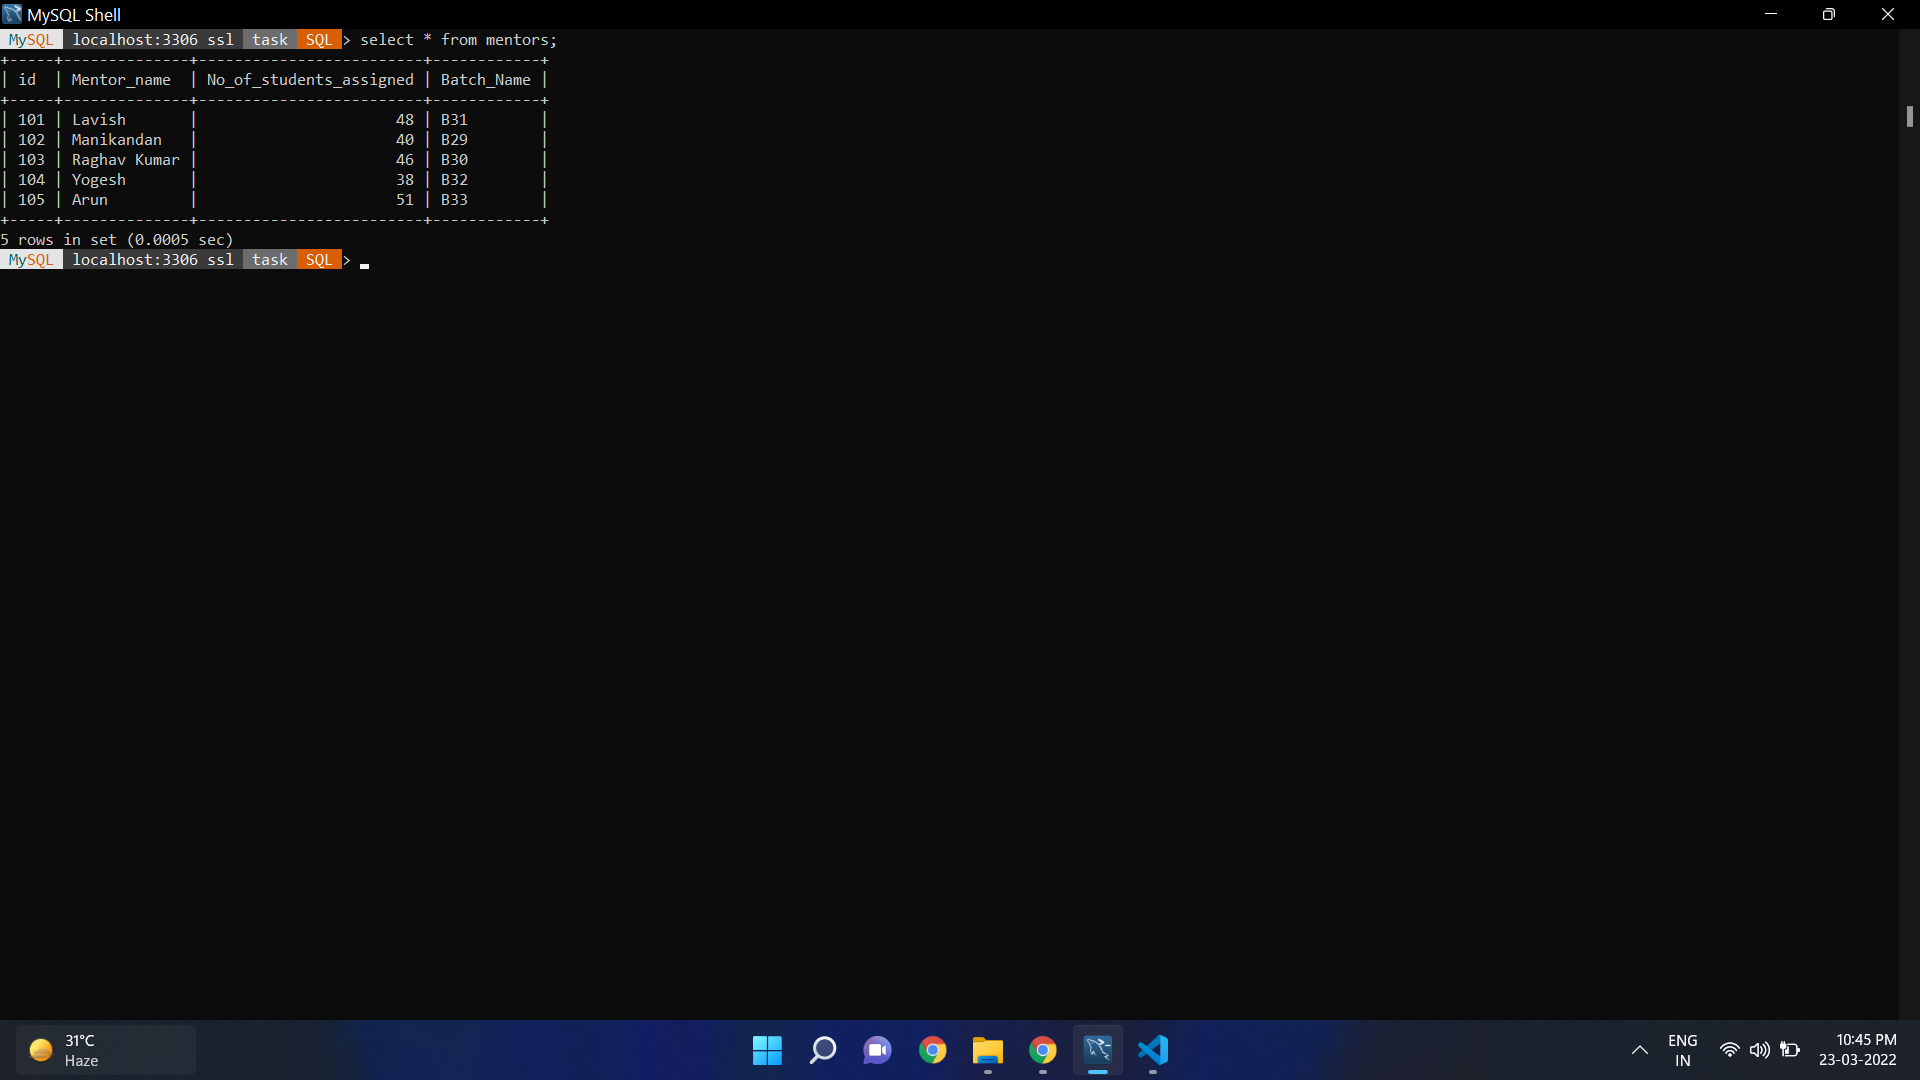 MySQL Shell
MySQL localhost:3306 ssl task SQL > select * from mentors;
+-----+--------------+-------------------------+------------+
| id  | Mentor_name  | No_of_students_assigned | Batch_Name |
+-----+--------------+-------------------------+------------+
| 101 | Lavish       |                      48 | B31        |
| 102 | Manikandan   |                      40 | B29        |
| 103 | Raghav Kumar |                      46 | B30        |
| 104 | Yogesh       |                      38 | B32        |
| 105 | Arun         |                      51 | B33        |
+-----+--------------+-------------------------+------------+
5 rows in set (0.0005 sec)
MySQL localhost:3306 ssl task SQL >
31°C
Haze
ENG
IN
10:45 PM
23-03-2022